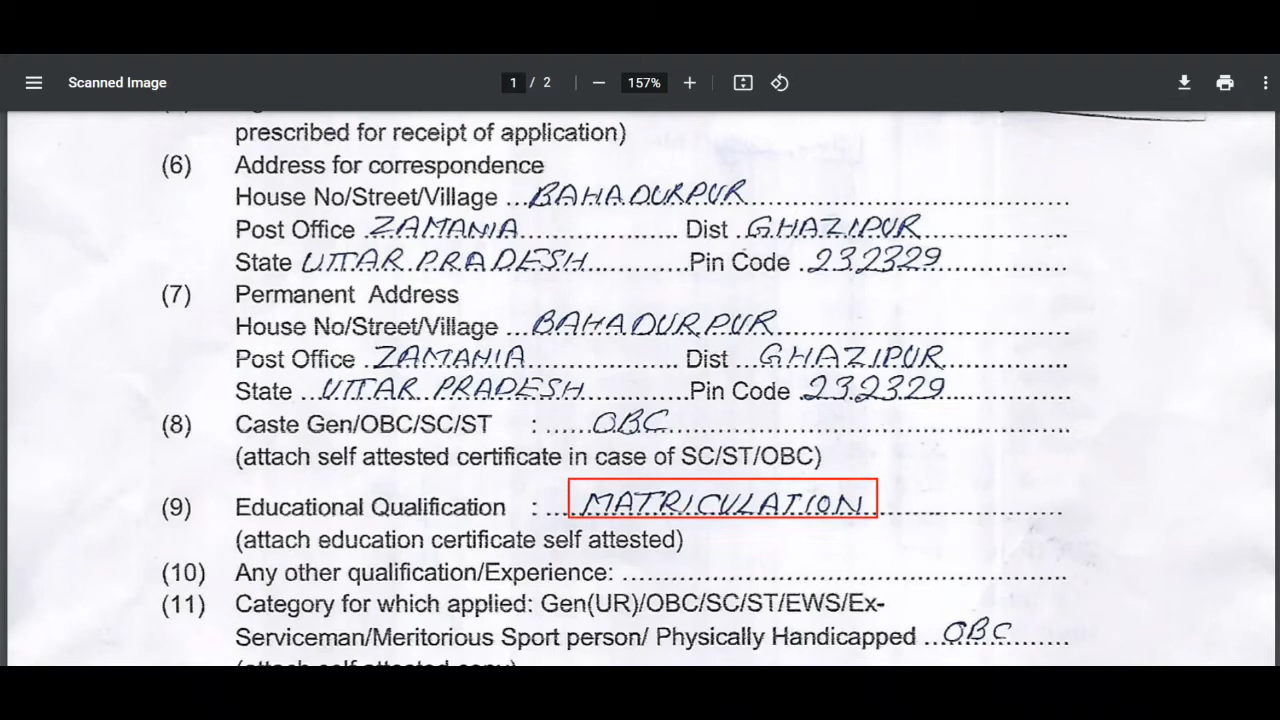 Scanned Image
1 / 2
157%
prescribed for receipt of application)
(6) Address for correspondence
House No/Street/Village ...BAHADURPUR
Post Office ZAMANIA Dist GHAZIPUR
State UTTAR PRADESH Pin Code 232329
(7) Permanent Address
House No/Street/Village ...BAHADURPUR
Post Office ZAMANIA Dist GHAZIPUR
State UTTAR PRADESH Pin Code 232329
(8) Caste Gen/OBC/SC/ST : OBC
(attach self attested certificate in case of SC/ST/OBC)
(9) Educational Qualification : MATRICULATION
(attach education certificate self attested)
(10) Any other qualification/Experience:
(11) Category for which applied: Gen(UR)/OBC/SC/ST/EWS/Ex-
Serviceman/Meritorious Sport person/ Physically Handicapped OBC